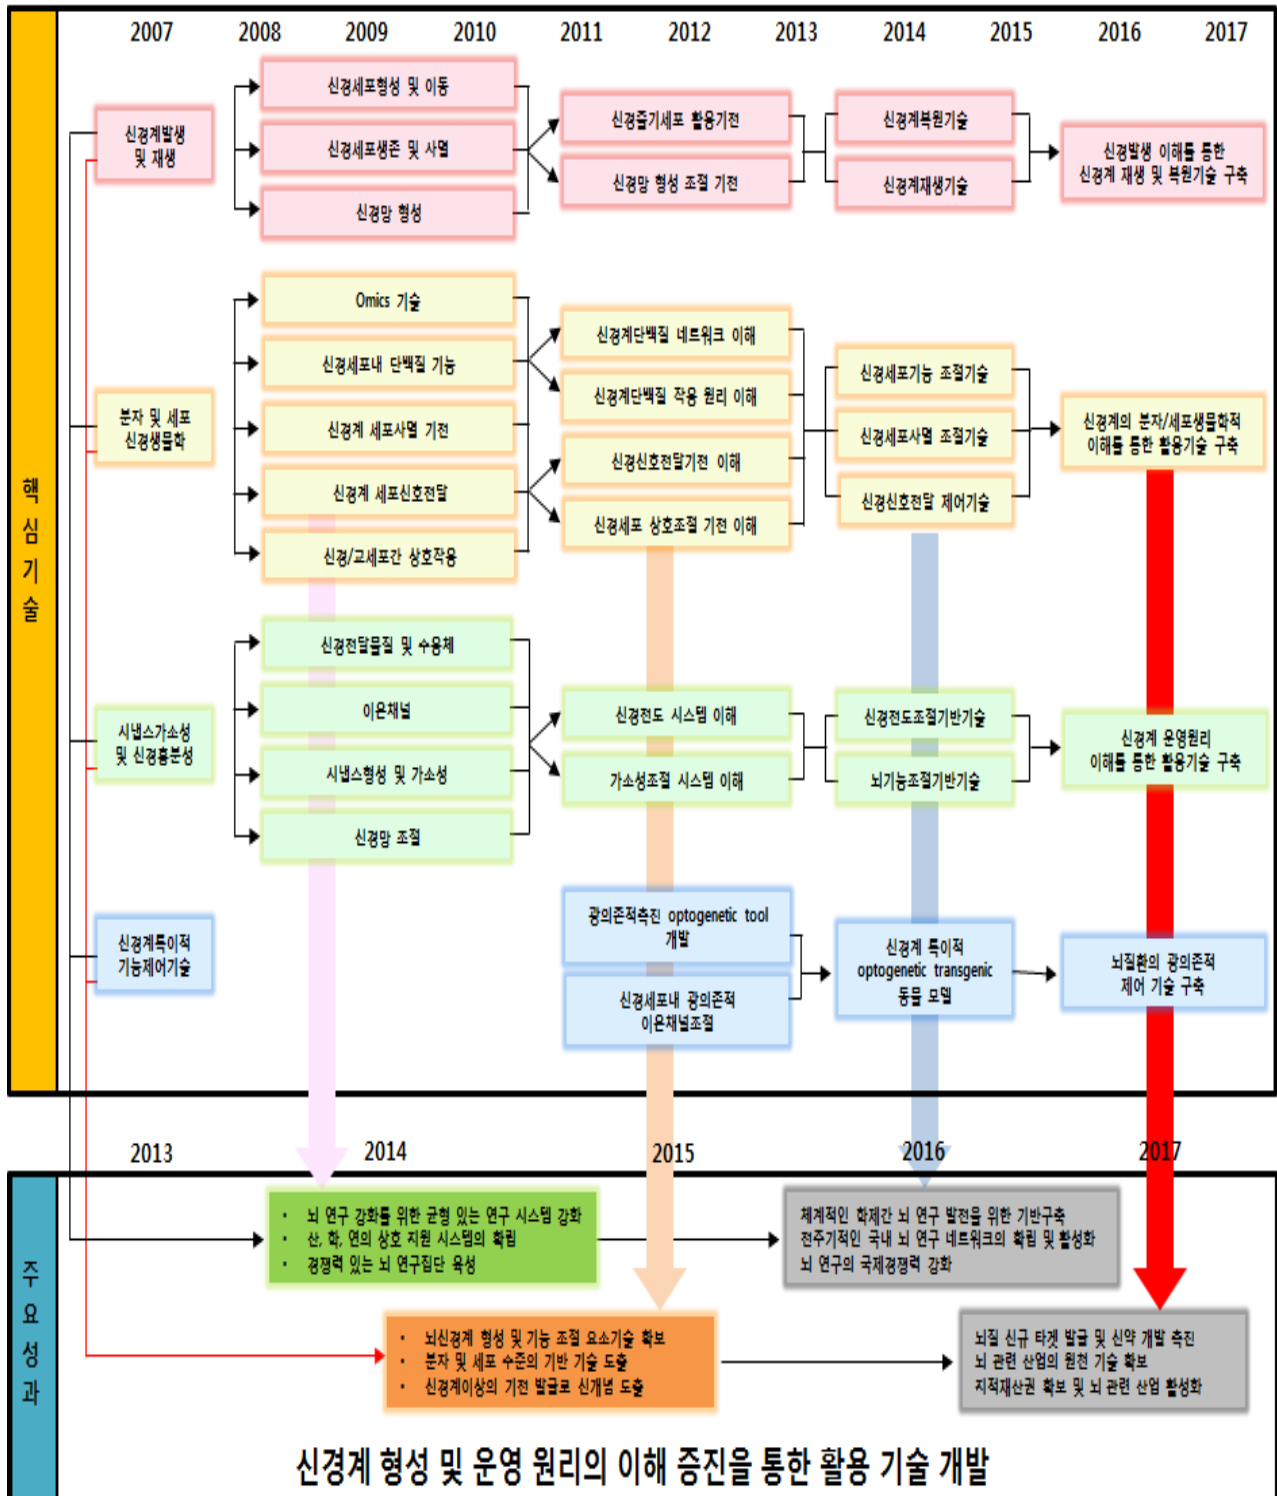 2007 2008 2009 2010 2011 2012 2013 2014 2015 2016 2017
핵
심
기
술
신경계발생
및 재생
신경세포형성 및 이동
신경세포생존 및 사멸
신경망 형성
신경줄기세포 활용기전
신경망 형성 조절 기전
신경계복원기술
신경계재생기술
신경발생 이해를 통한
신경계 재생 및 복원기술 구축
분자 및 세포
신경생물학
Omics 기술
신경세포내 단백질 기능
신경계 세포사멸 기전
신경계 세포신호전달
신경/교세포간 상호작용
신경계단백질 네트워크 이해
신경계단백질 작용 원리 이해
신경신호전달기전 이해
신경세포 상호조절 기전 이해
신경세포기능 조절기술
신경세포사멸 조절기술
신경신호전달 제어기술
신경계의 분자/세포생물학적
이해를 통한 활용기술 구축
시냅스가소성
및 신경흥분성
신경전달물질 및 수용체
이온채널
시냅스형성 및 가소성
신경망 조절
신경전도 시스템 이해
가소성조절 시스템 이해
신경전도조절기반기술
뇌기능조절기반기술
신경계 운영원리
이해를 통한 활용기술 구축
신경계특이적
기능제어기술
광의존적촉진 optogenetic tool
개발
신경세포내 광의존적
이온채널조절
신경계 특이적
optogenetic transgenic
동물 모델
뇌질환의 광의존적
제어 기술 구축
2013 2014 2015 2016 2017
주
요
성
과
· 뇌 연구 강화를 위한 균형 있는 연구 시스템 강화
· 산, 학, 연의 상호 지원 시스템의 확립
· 경쟁력 있는 뇌 연구집단 육성
체계적인 학제간 뇌 연구 발전을 위한 기반구축
전주기적인 국내 뇌 연구 네트워크의 확립 및 활성화
뇌 연구의 국제경쟁력 강화
· 뇌신경계 형성 및 기능 조절 요소기술 확보
· 분자 및 세포 수준의 기반 기술 도출
· 신경계이상의 기전 발굴로 신개념 도출
뇌질 신규 타겟 발굴 및 신약 개발 촉진
뇌 관련 산업의 원천 기술 확보
지적재산권 확보 및 뇌 관련 산업 활성화
신경계 형성 및 운영 원리의 이해 증진을 통한 활용 기술 개발